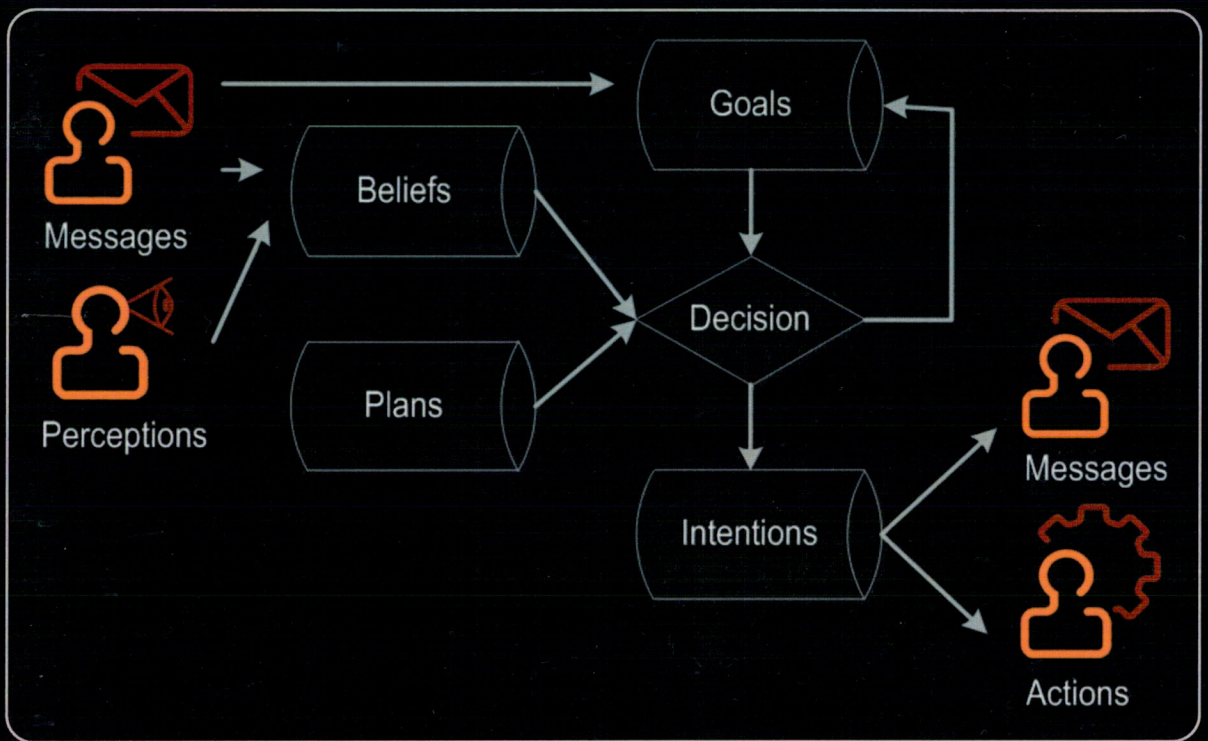 Goals
Beliefs
Messages
Perceptions
Decision
Plans
Messages
Intentions
Actions